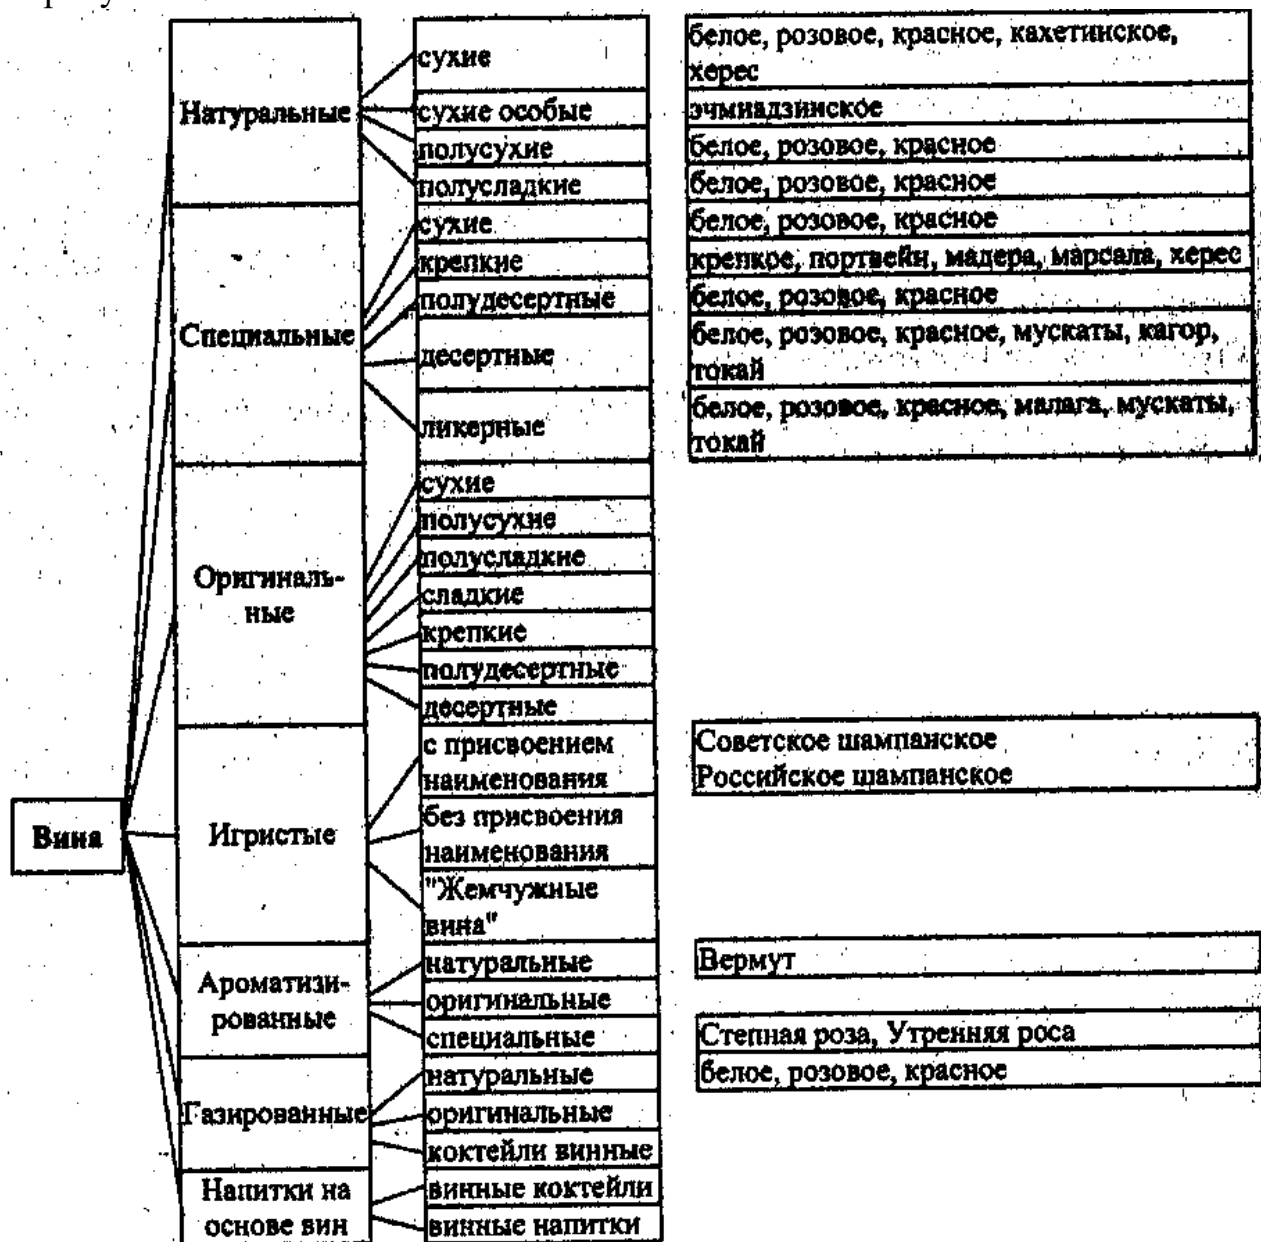 белое, розовое, красное, кахетинское,
сухие
херес
Натуральные
сухие особые
эчмиадзинское
полусухие
белое, розовое, красное
полусладкие
белое, розовое, красное
сухие
белое, розовое, красное
крепкие
крепкое, портвейн, мадера, марсала, херес
полудесертные
белое, розовое, красное
Специальные
десертные
белое, розовое, красное, мускаты, кагор,
токай
ликерные
белое, розовое, красное, малага, мускаты,
токай
сухие
полусухие
полусладкие
Оригиналь-
ные
сладкие
крепкие
полудесертные
десертные
с присвоением
наименования
Советское шампанское
Российское шампанское
Вина
Игристые
без присвоения
наименования
"Жемчужные
вина"
Ароматизи-
рованные
натуральные
Вермут
оригинальные
специальные
Степная роза, Утренняя роса
натуральные
белое, розовое, красное
Газированные
оригинальные
коктейли винные
Напитки на
основе вин
винные коктейли
винные напитки